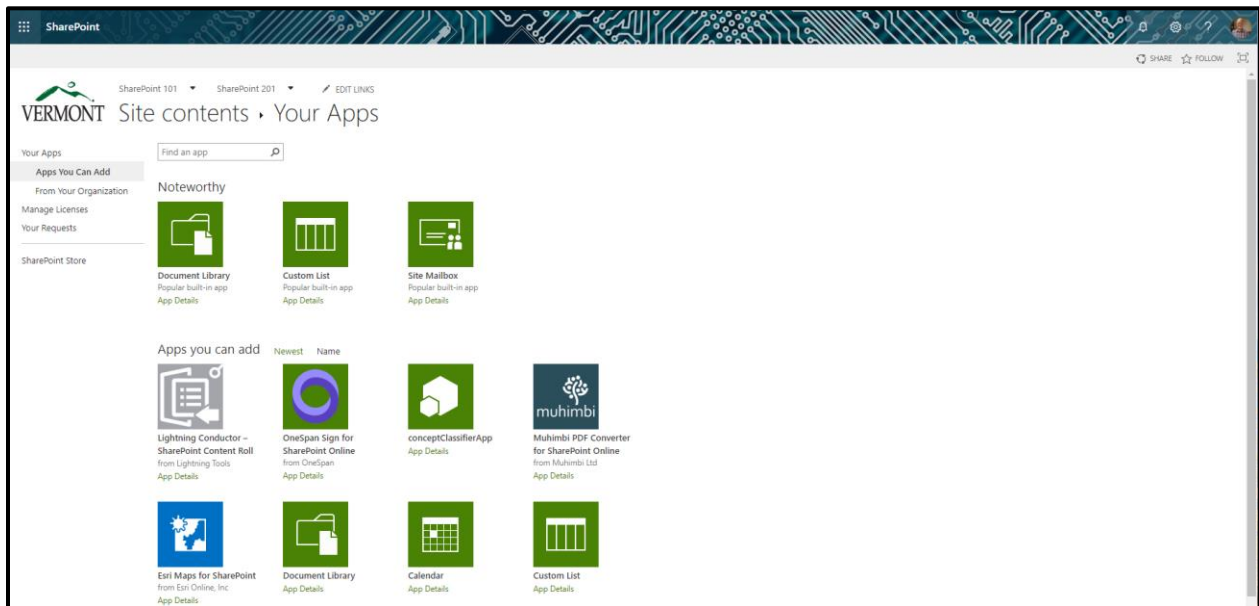 SharePoint
?
SHARE FOLLOW
SharePoint 101 SharePoint 201 EDIT LINKS
VERMONT
Site contents Your Apps
Your Apps
Apps You Can Add
From Your Organization
Manage Licenses
Your Requests
SharePoint Store
Find an app
Noteworthy
Document Library
Popular built-in app
App Details
Custom List
Popular built-in app
App Details
Site Mailbox
Popular built-in app
App Details
Apps you can add Newest Name
Lightning Conductor –
SharePoint Content Roll
from Lightning Tools
App Details
OneSpan Sign for
SharePoint Online
from OneSpan
App Details
conceptClassifierApp
App Details
muhimbi
Muhimbi PDF Converter
for SharePoint Online
from Muhimbi Ltd
App Details
Esri Maps for SharePoint
from Esri Online, Inc
App Details
Document Library
App Details
Calendar
App Details
Custom List
App Details